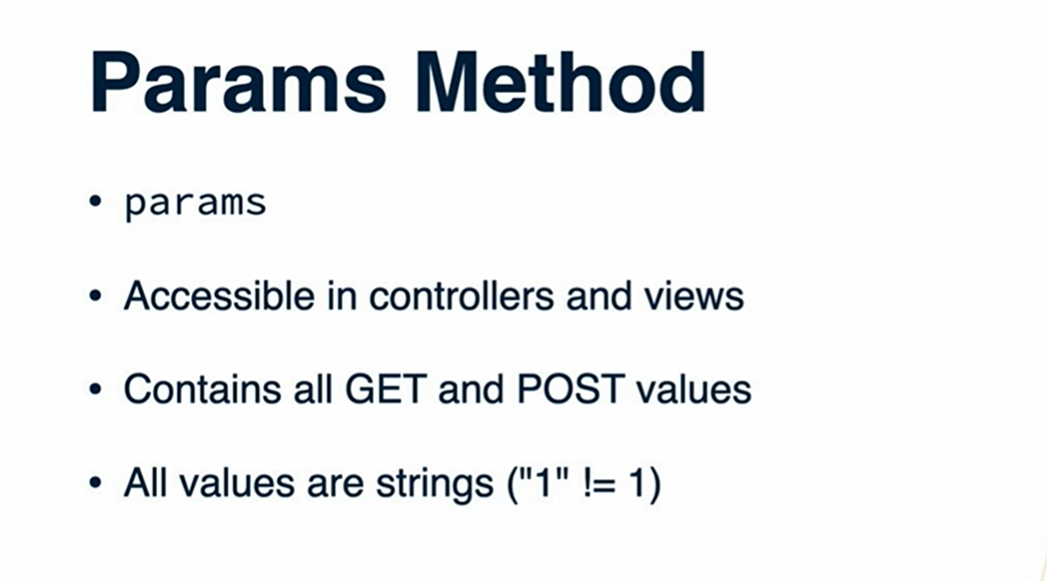 Params Method
• params
• Accessible in controllers and views
• Contains all GET and POST values
• All values are strings ("1" != 1)